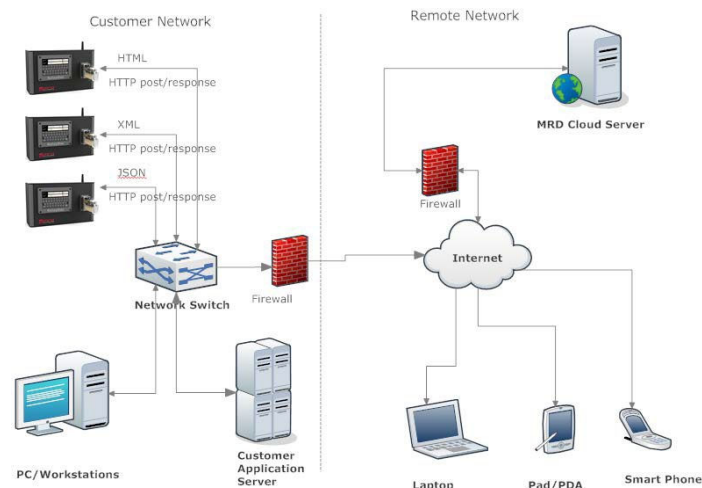 Customer Network
Remote Network
HTML
HTTP post/response
XML
HTTP post/response
JSON
HTTP post/response
MRD Cloud Server
Firewall
Internet
Network Switch
Firewall
PC/Workstations
Customer
Application
Server
Laptop
Pad/PDA
Smart Phone